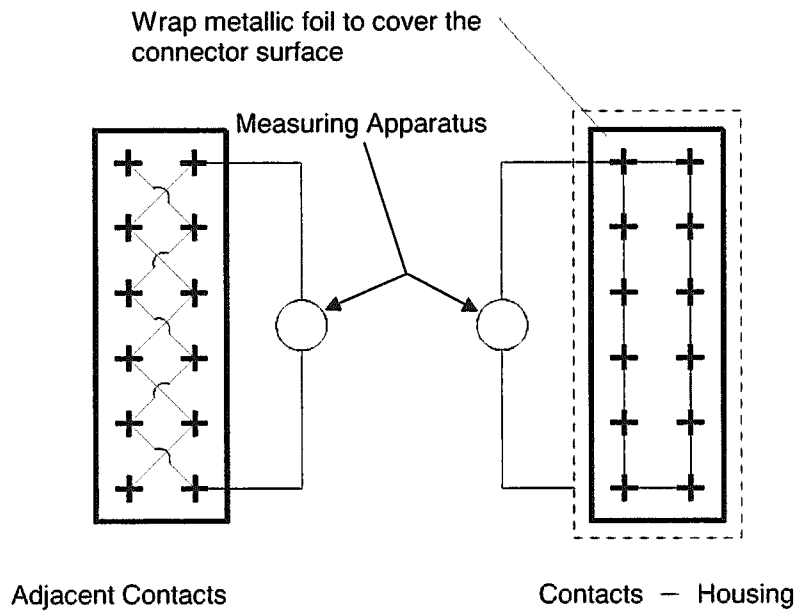 Wrap metallic foil to cover the
connector surface
Measuring Apparatus
Adjacent Contacts
Contacts – Housing